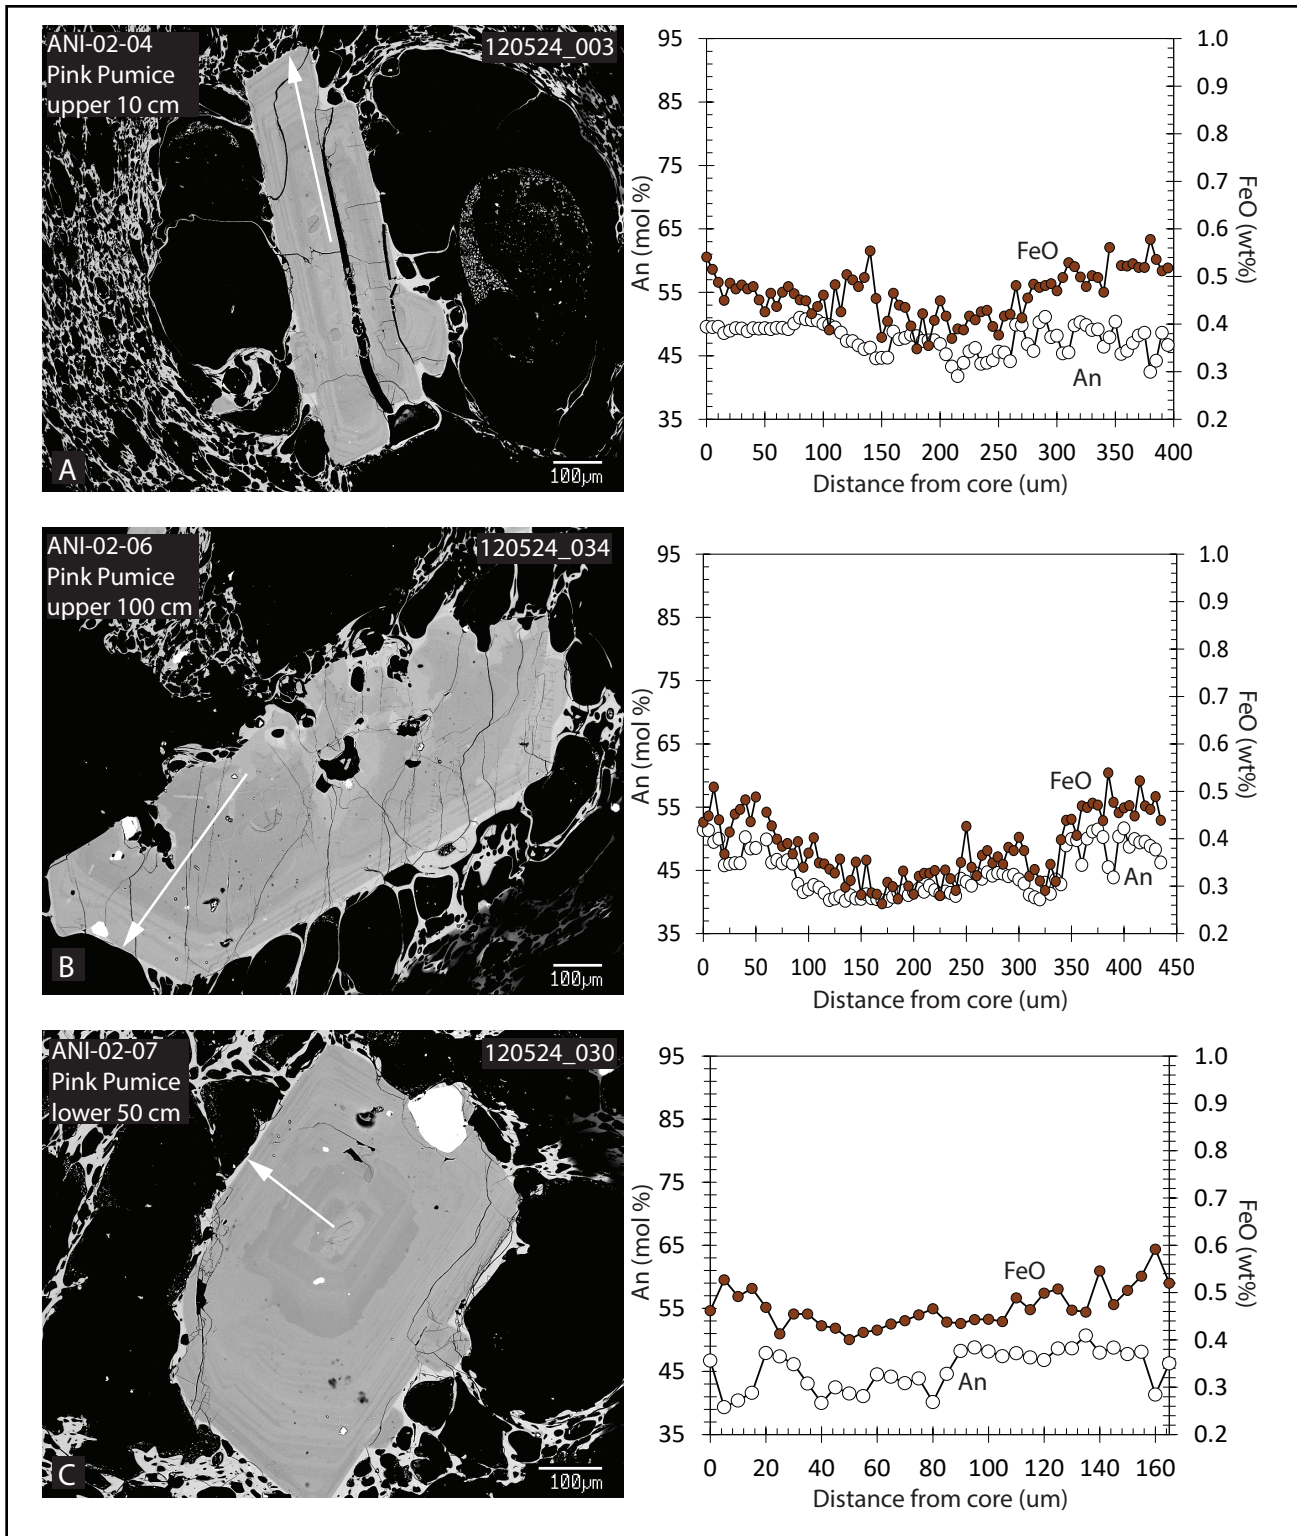 ANI-02-04
Pink Pumice
upper 10 cm
120524_003
A
100μm
95
85
75
65
55
45
35
An (mol %)
1.0
0.9
0.8
0.7
0.6
0.5
0.4
0.3
0.2
FeO (wt%)
FeO
An
0 50 100 150 200 250 300 350 400
Distance from core (um)
ANI-02-06
Pink Pumice
upper 100 cm
120524_034
B
100μm
95
85
75
65
55
45
35
An (mol %)
1.0
0.9
0.8
0.7
0.6
0.5
0.4
0.3
0.2
FeO (wt%)
FeO
An
0 50 100 150 200 250 300 350 400 450
Distance from core (um)
ANI-02-07
Pink Pumice
lower 50 cm
120524_030
C
100μm
95
85
75
65
55
45
35
An (mol %)
1.0
0.9
0.8
0.7
0.6
0.5
0.4
0.3
0.2
FeO (wt%)
FeO
An
0 20 40 60 80 100 120 140 160
Distance from core (um)